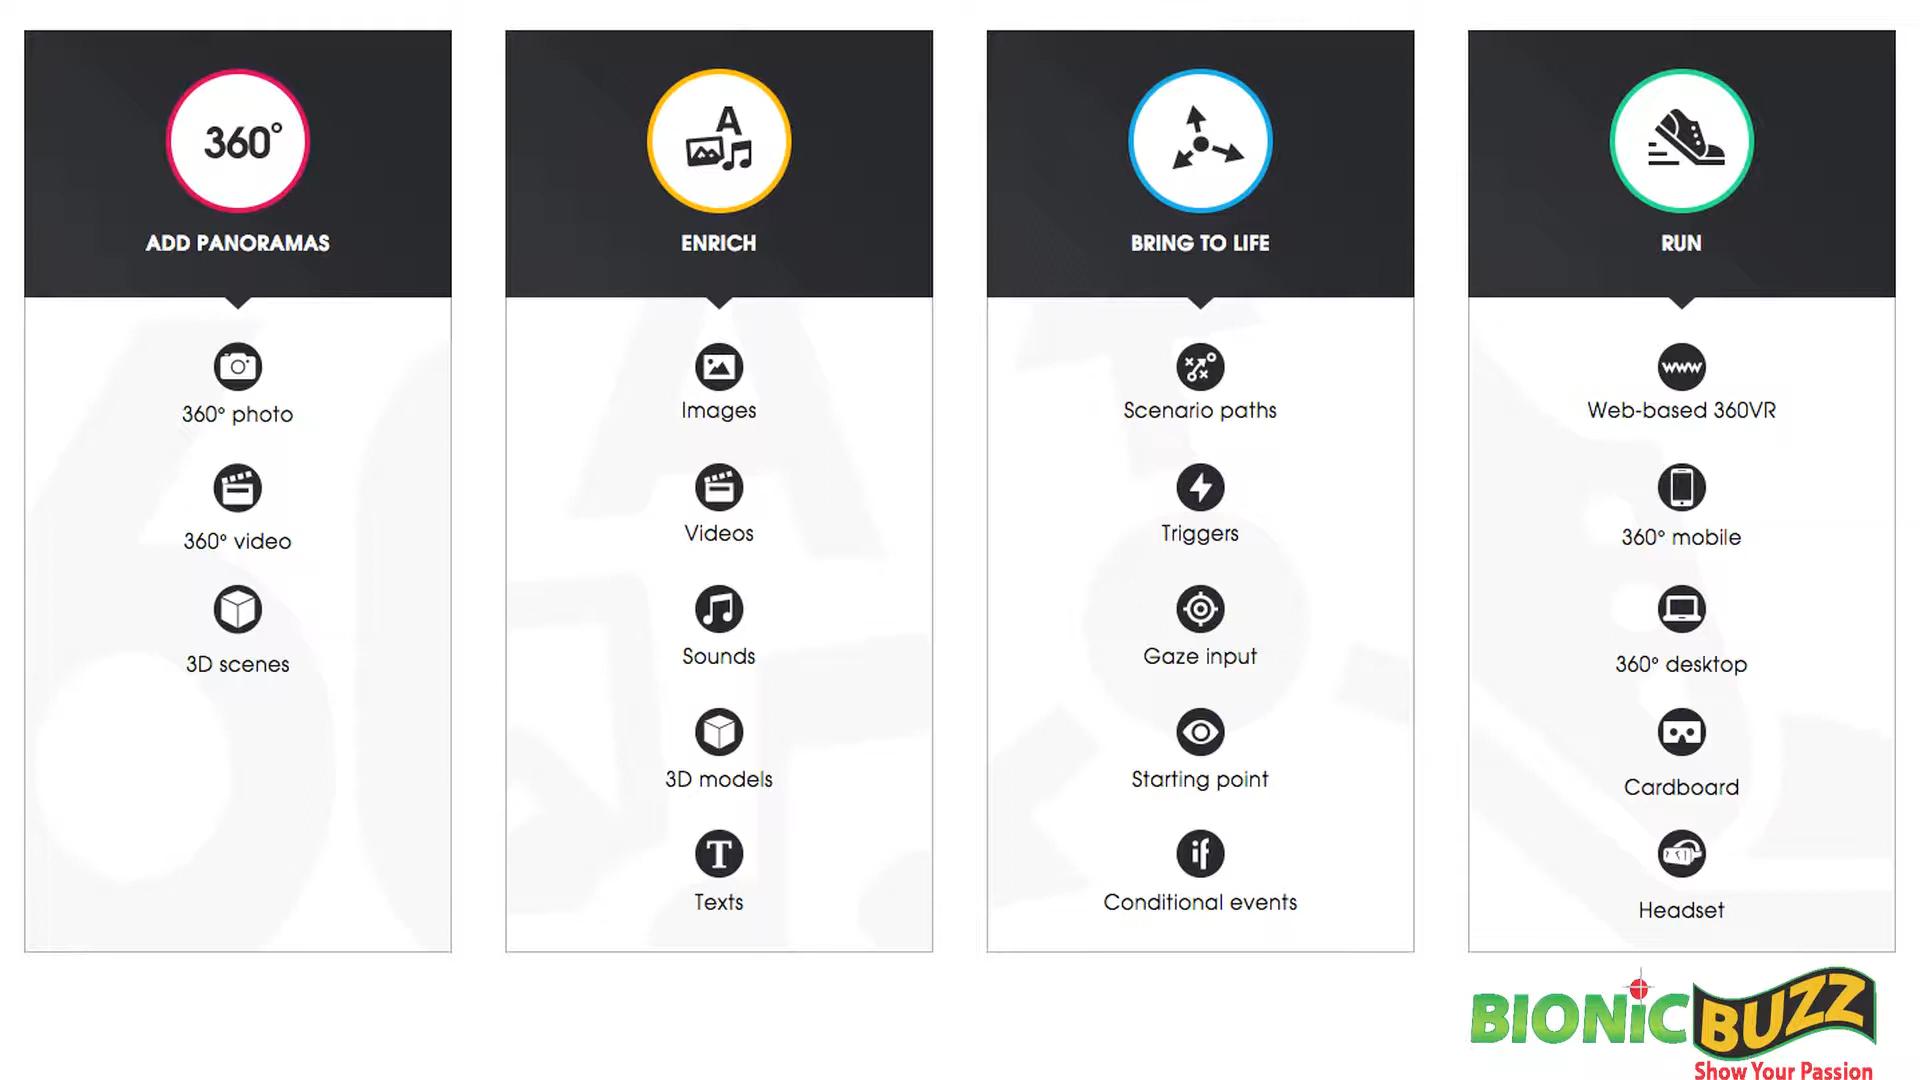 360°
ADD PANORAMAS
360° photo
360° video
3D scenes
A
ENRICH
Images
Videos
Sounds
3D models
T
Texts
BRING TO LIFE
Scenario paths
Triggers
Gaze input
Starting point
if
Conditional events
RUN
www
Web-based 360VR
360° mobile
360° desktop
Cardboard
Headset
BIONiC BUZZ
Show Your Passion